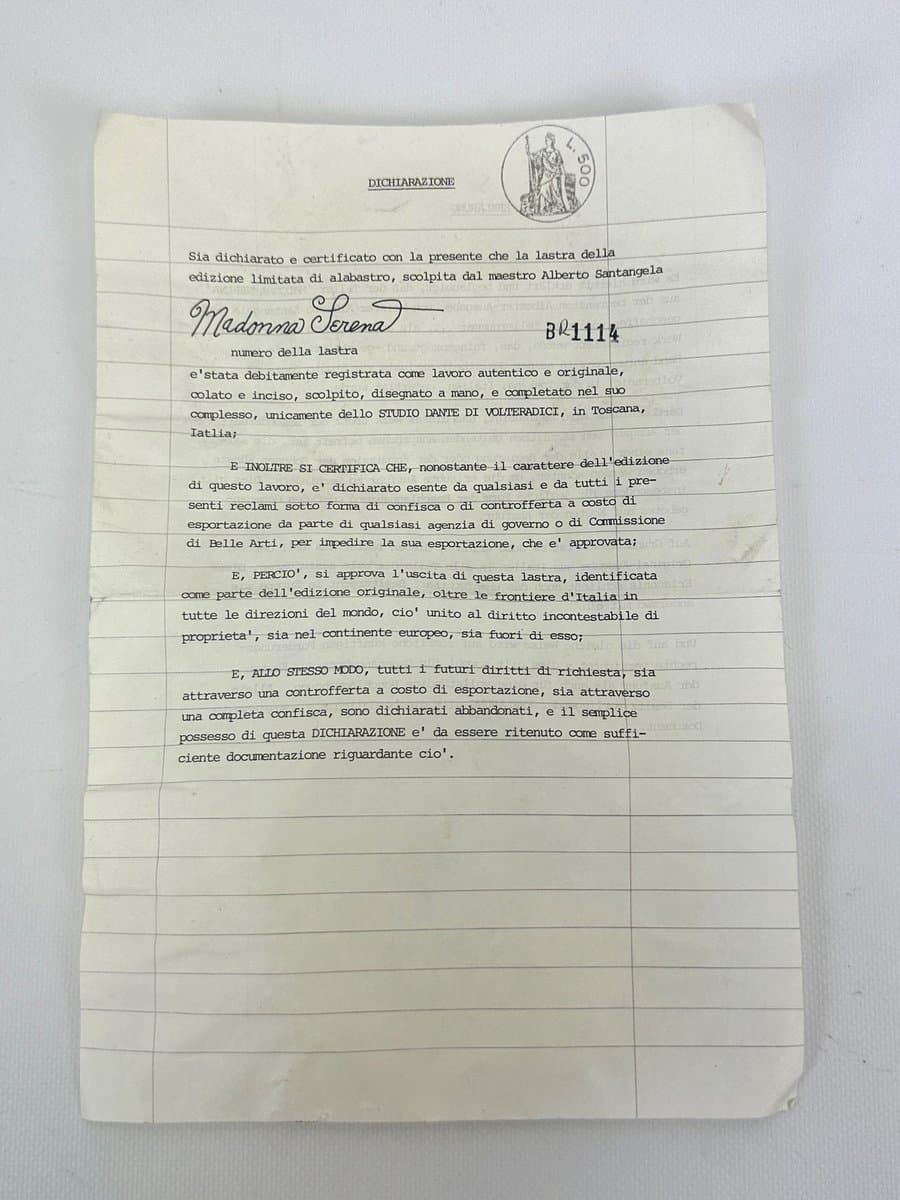 DICHIARAZIONE
L. 500
Sia dichiarato e certificato con la presente che la lastra della
edizione limitata di alabastro, scolpita dal maestro Alberto Santangela
Madonna Serena
BR1114
numero della lastra
e'stata debitamente registrata come lavoro autentico e originale,
colato e inciso, scolpito, disegnato a mano, e completato nel suo
complesso, unicamente dello STUDIO DANTE DI VOLTERADICI, in Toscana,
Iatlia;
E INOLTRE SI CERTIFICA CHE, nonostante il carattere dell'edizione
di questo lavoro, e' dichiarato esente da qualsiasi e da tutti i pre-
senti reclami sotto forma di confisca o di controfferta a costo di
esportazione da parte di qualsiasi agenzia di governo o di Commissione
di Belle Arti, per impedire la sua esportazione, che e' approvata;
E, PERCIO', si approva l'uscita di questa lastra, identificata
come parte dell'edizione originale, oltre le frontiere d'Italia in
tutte le direzioni del mondo, cio' unito al diritto incontestabile di
proprieta', sia nel continente europeo, sia fuori di esso;
E, ALLO STESSO MODO, tutti i futuri diritti di richiesta, sia
attraverso una controfferta a costo di esportazione, sia attraverso
una completa confisca, sono dichiarati abbandonati, e il semplice
possesso di questa DICHIARAZIONE e' da essere ritenuto come suffi-
ciente documentazione riguardante cio'.